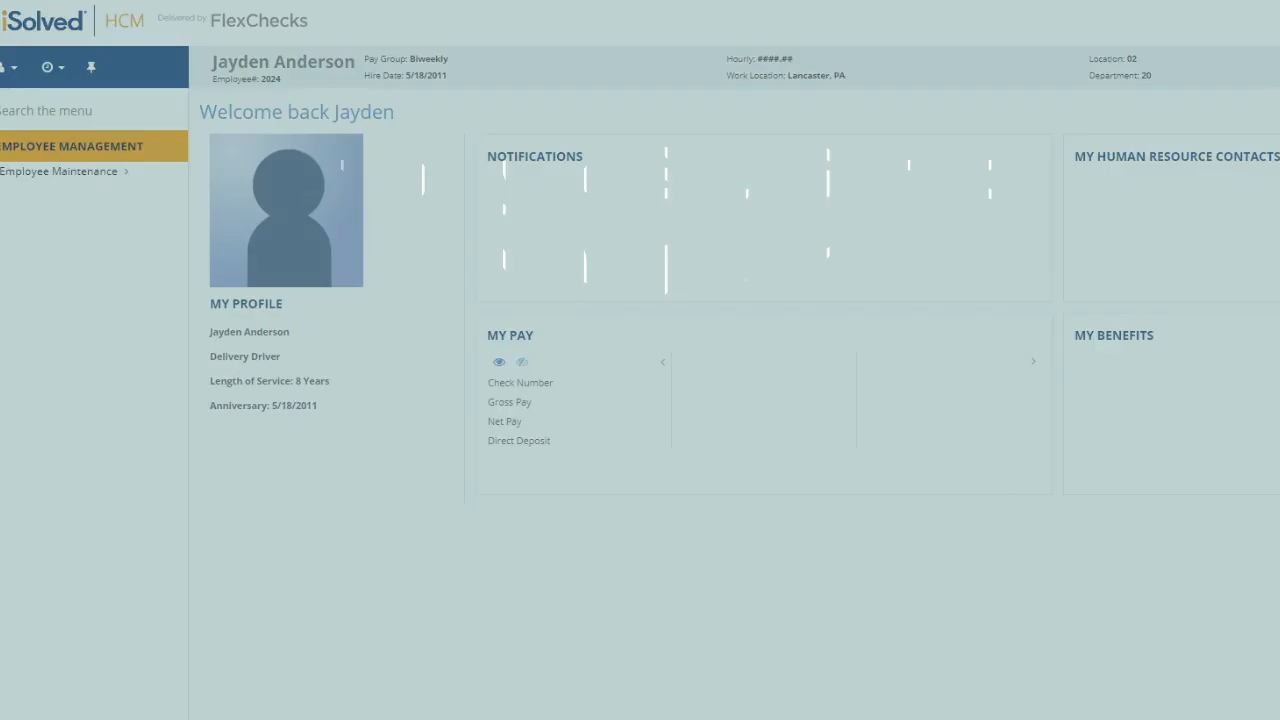 iSolved HCM Delivered by FlexChecks
Jayden Anderson
Employee#: 2024
Pay Group: Biweekly
Hire Date: 5/18/2011
Hourly: ####.##
Work Location: Lancaster, PA
Location: 02
Department: 20
Search the menu
EMPLOYEE MANAGEMENT
Employee Maintenance
Welcome back Jayden
MY PROFILE
Jayden Anderson
Delivery Driver
Length of Service: 8 Years
Anniversary: 5/18/2011
NOTIFICATIONS
MY PAY
Check Number
Gross Pay
Net Pay
Direct Deposit
MY HUMAN RESOURCE CONTACTS
MY BENEFITS